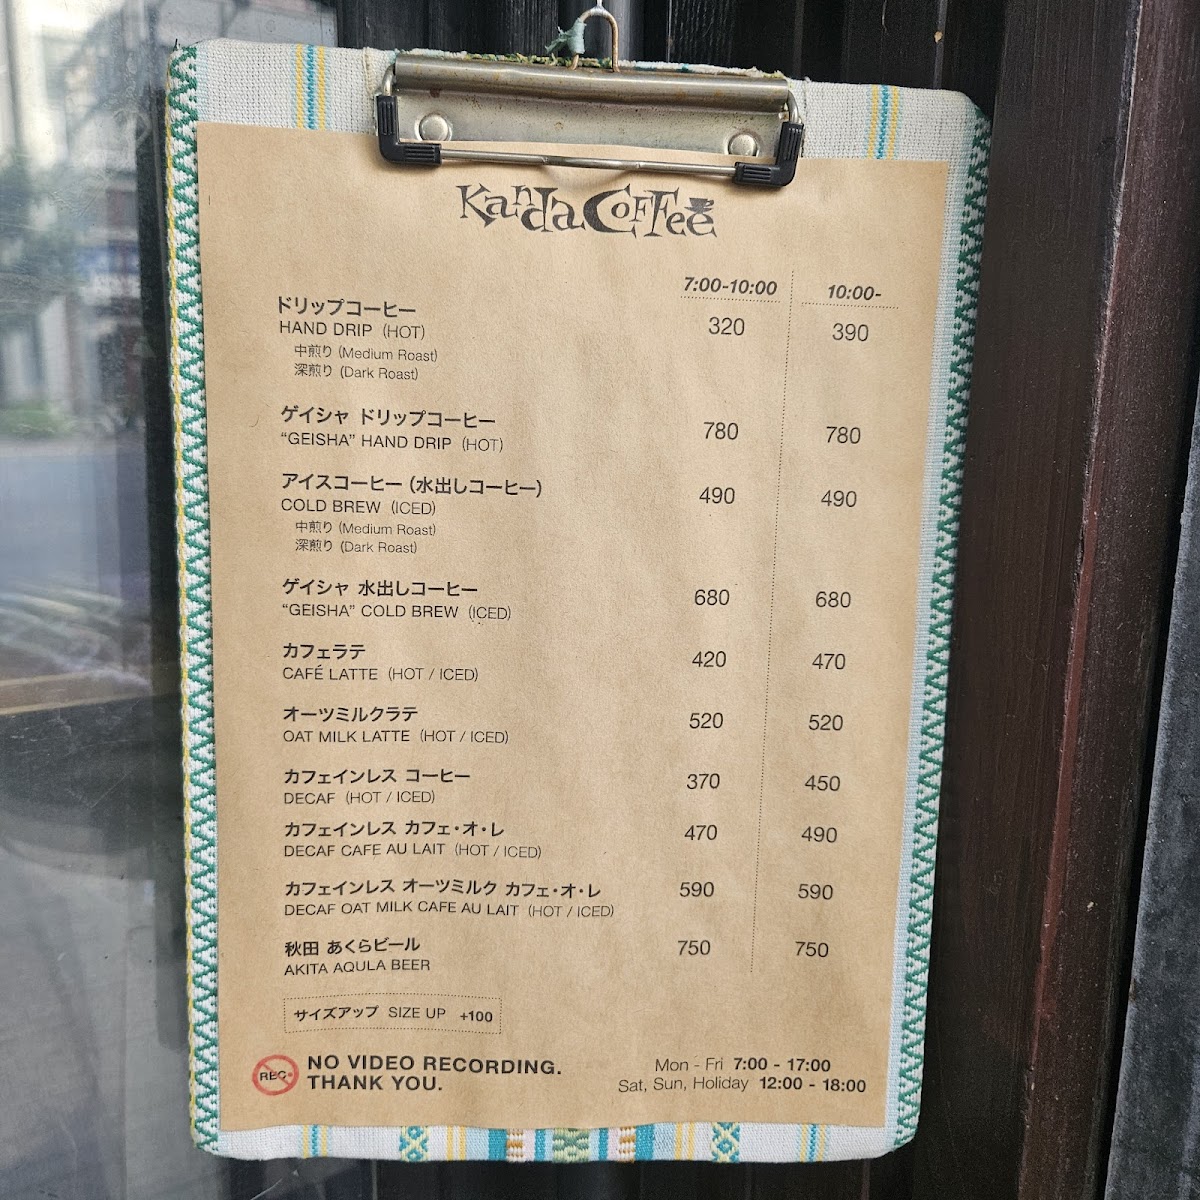 Kanda Coffee
7:00-10:00 10:00-
ドリップコーヒー
HAND DRIP (HOT) 320 390
中煎り (Medium Roast)
深煎り (Dark Roast)
ゲイシャ ドリップコーヒー
“GEISHA” HAND DRIP (HOT) 780 780
アイスコーヒー (水出しコーヒー)
COLD BREW (ICED) 490 490
中煎り (Medium Roast)
深煎り (Dark Roast)
ゲイシャ 水出しコーヒー
“GEISHA” COLD BREW (ICED) 680 680
カフェラテ
CAFÉ LATTE (HOT / ICED) 420 470
オーツミルクラテ
OAT MILK LATTE (HOT / ICED) 520 520
カフェインレス コーヒー
DECAF (HOT / ICED) 370 450
カフェインレス カフェ・オ・レ
DECAF CAFE AU LAIT (HOT / ICED) 470 490
カフェインレス オーツミルク カフェ・オ・レ
DECAF OAT MILK CAFE AU LAIT (HOT / ICED) 590 590
秋田 あくらビール
AKITA AQULA BEER 750 750
サイズアップ SIZE UP +100
REC
NO VIDEO RECORDING.
THANK YOU.
Mon - Fri 7:00 - 17:00
Sat, Sun, Holiday 12:00 - 18:00